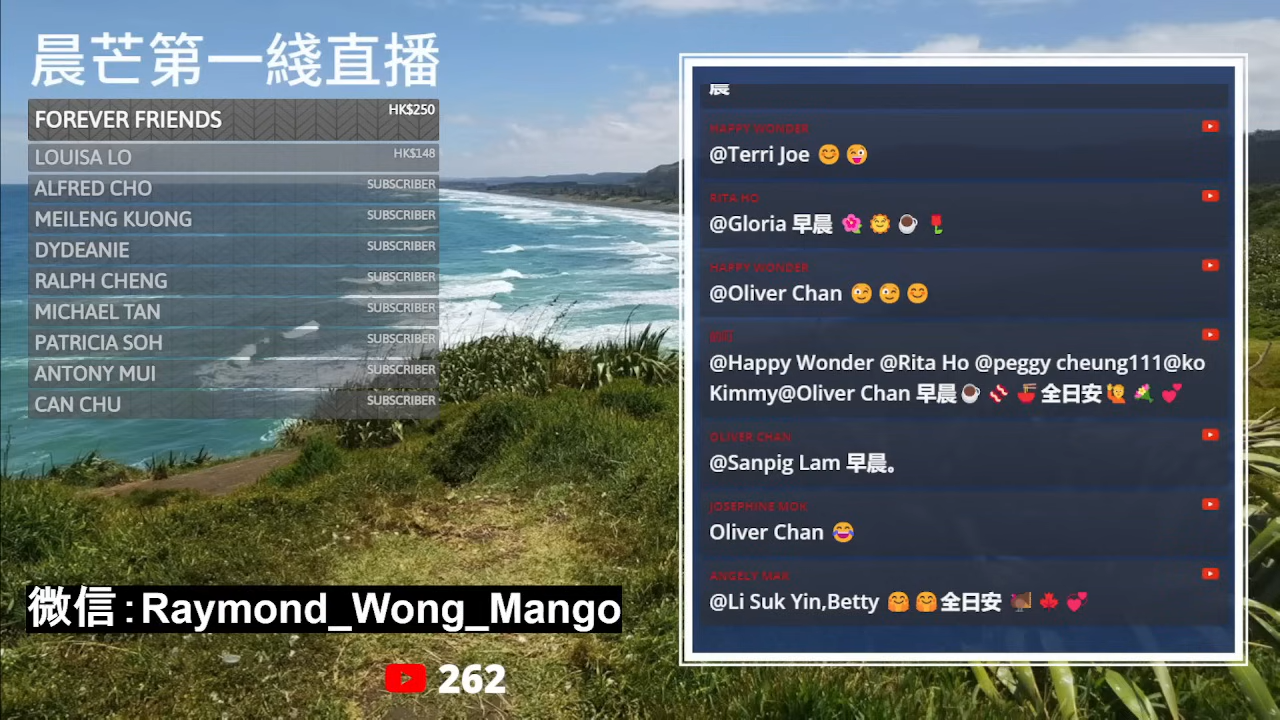 晨芒第一綫直播
FOREVER FRIENDS HK$250
LOUISA LO HK$148
ALFRED CHO SUBSCRIBER
MEILENG KUONG SUBSCRIBER
DYDEANIE SUBSCRIBER
RALPH CHENG SUBSCRIBER
MICHAEL TAN SUBSCRIBER
PATRICIA SOH SUBSCRIBER
ANTONY MUI SUBSCRIBER
CAN CHU SUBSCRIBER
微信:Raymond_Wong_Mango
262
晨
HAPPY WONDER
@Terri Joe 😊 😜
RITA HO
@Gloria 早晨 🌺 🌞 ☕ 🌷
HAPPY WONDER
@Oliver Chan 😉 😉 😊
@Happy Wonder @Rita Ho @peggy cheung111@ko
Kimmy@Oliver Chan 早晨☕ 🥓 🍜全日安🙋 💐 💕
OLIVER CHAN
@Sanpig Lam 早晨。
JOSEPHINE MOK
Oliver Chan 😂
ANGELY MAK
@Li Suk Yin,Betty 🤗 🤗全日安 🦃 🍁 💕